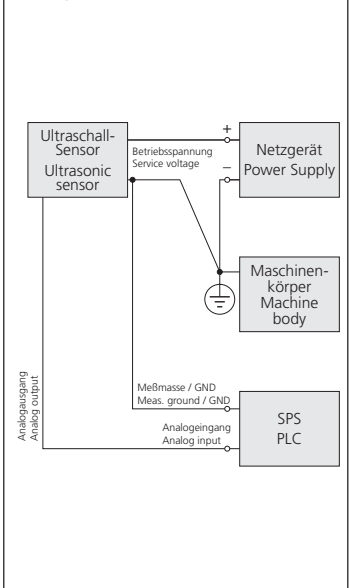 Ultraschall-
Sensor
Ultrasonic
sensor
Betriebsspannung
Service voltage
+
–
Netzgerät
Power Supply
Maschinen-
körper
Machine
body
Analogausgang
Analog output
Meßmasse / GND
Meas. ground / GND
Analogeingang
Analog input
SPS
PLC